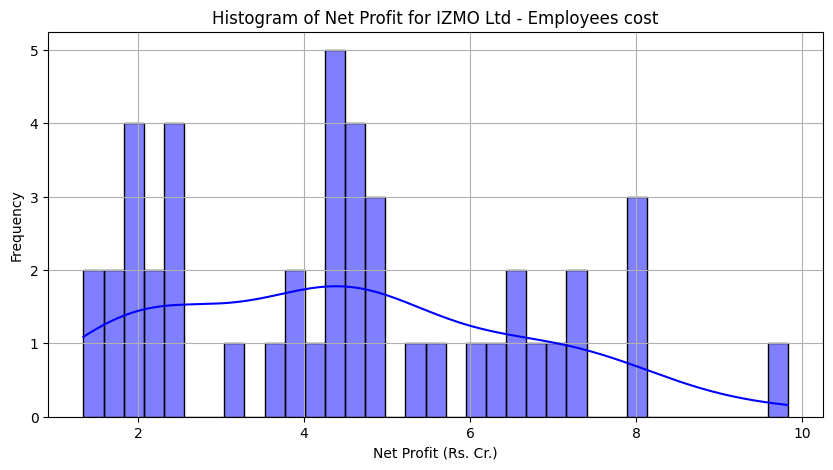 Histogram of Net Profit for IZMO Ltd - Employees cost
Frequency
5
4
3
2
1
0
2 4 6 8 10
Net Profit (Rs. Cr.)